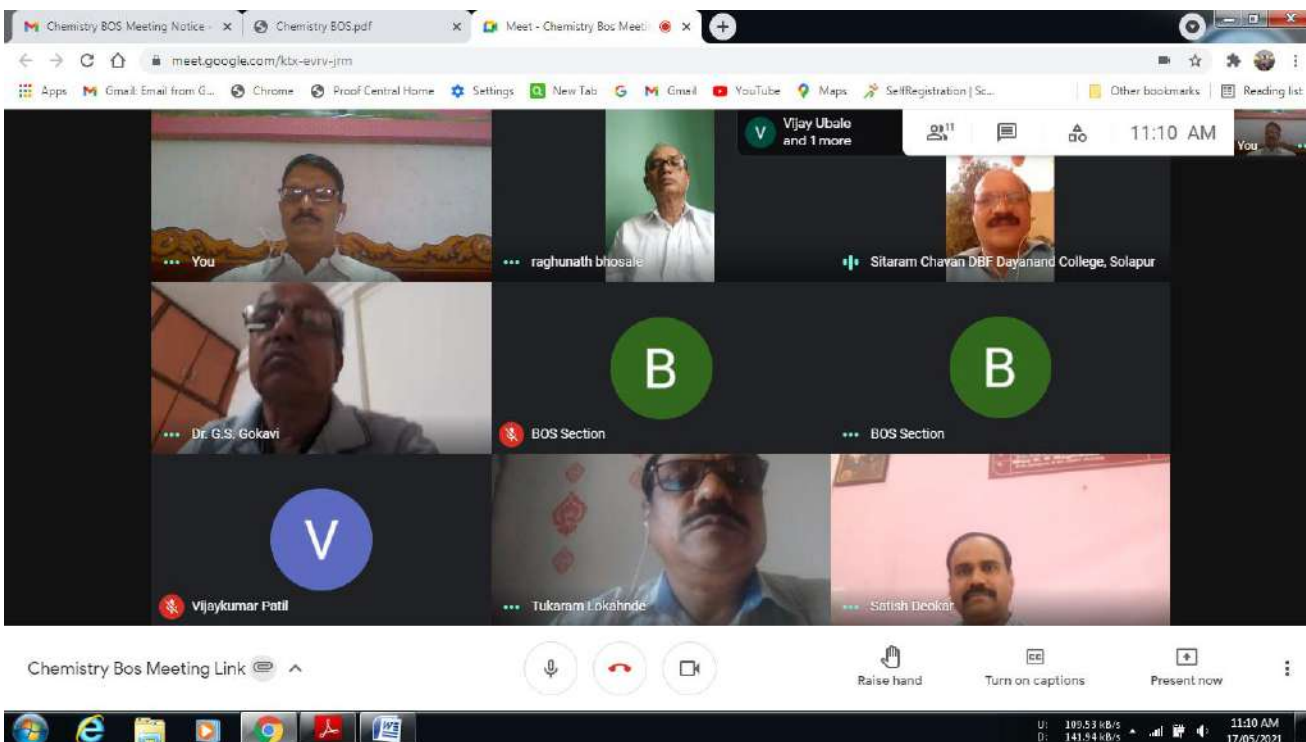 Chemistry BOS Meeting Notice -
Chemistry BOS.pdf
Meet - Chemistry Bos Meeti
meet.google.com/ktx-evrv-jrm
Apps Gmail: Email from G... Chrome Proof Central Home Settings New Tab Gmail YouTube Maps SelfRegistration | Sc... Other bookmarks Reading list
V Vijay Ubale
and 1 more
11
11:10 AM
You
You
raghunath bhosale
Sitaram Chavan DBF Dayanand College, Solapur
B
B
Dr. G.S. Gokavi
BOS Section
BOS Section
V
Vijaykumar Patil
Tukaram Lokahnde
Satish Deokar
Chemistry Bos Meeting Link
Raise hand
CC
Turn on captions
Present now
U: 109.53 kB/s
D: 141.94 kB/s
11:10 AM
17/05/2021